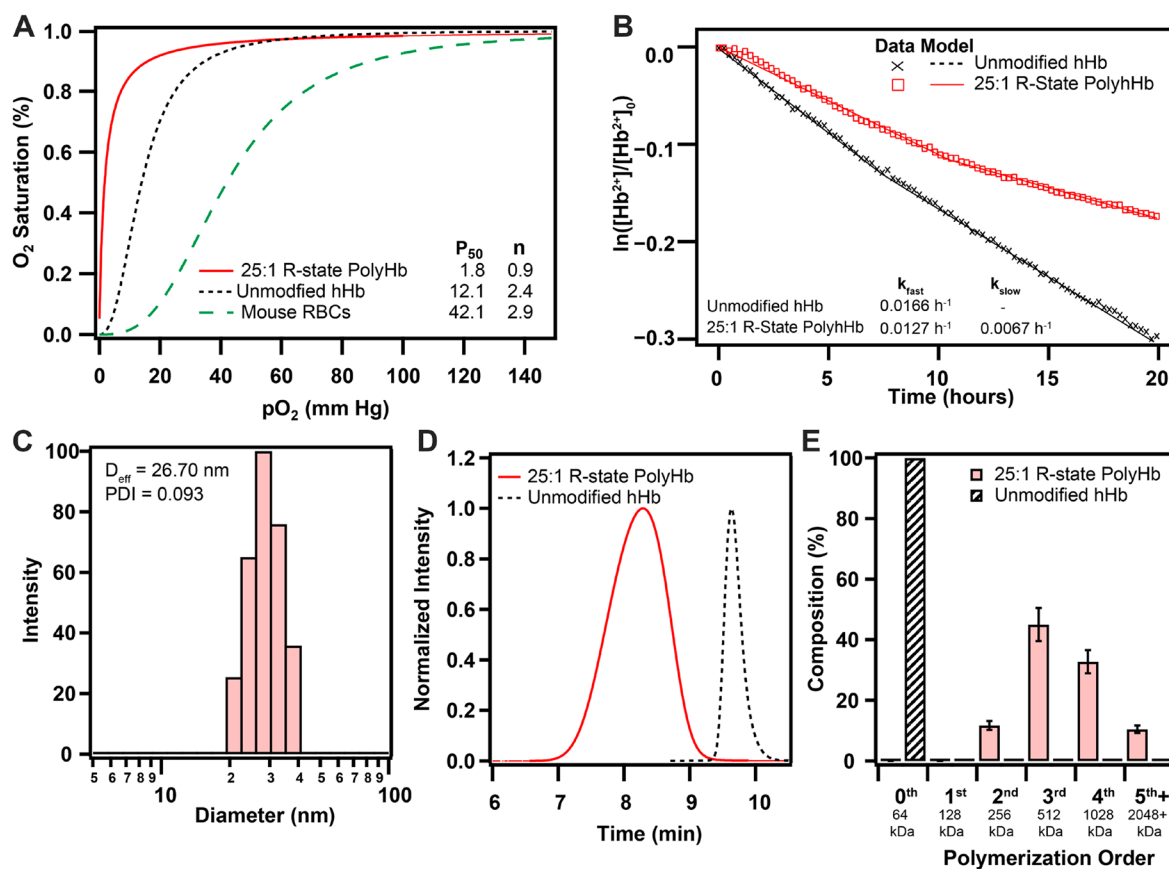 A
1.0
0.8
0.6
0.4
0.2
0.0
O₂ Saturation (%)
P₅₀ n
25:1 R-state PolyHb 1.8 0.9
Unmodfied hHb 12.1 2.4
Mouse RBCs 42.1 2.9
0 20 40 60 80 100 120 140
pO₂ (mm Hg)
B
0.0
−0.1
−0.2
−0.3
ln([Hb²⁺]/[Hb²⁺]₀)
Data Model
Unmodified hHb
25:1 R-State PolyhHb
k_fast k_slow
Unmodified hHb 0.0166 h⁻¹ -
25:1 R-State PolyhHb 0.0127 h⁻¹ 0.0067 h⁻¹
0 5 10 15 20
Time (hours)
C
100
80
60
40
20
0
Intensity
D_eff = 26.70 nm
PDI = 0.093
5 6 7 8 9 2 3 4 5 6 7 8 9
10 100
Diameter (nm)
D
1.2
1.0
0.8
0.6
0.4
0.2
0.0
Normalized Intensity
25:1 R-state PolyHb
Unmodified hHb
6 7 8 9 10
Time (min)
E
100
80
60
40
20
0
Composition (%)
25:1 R-state PolyHb
Unmodified hHb
0ᵗʰ 1ˢᵗ 2ⁿᵈ 3ʳᵈ 4ᵗʰ 5ᵗʰ+
64 128 256 512 1028 2048+
kDa kDa kDa kDa kDa kDa
Polymerization Order